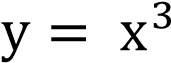 y = x³